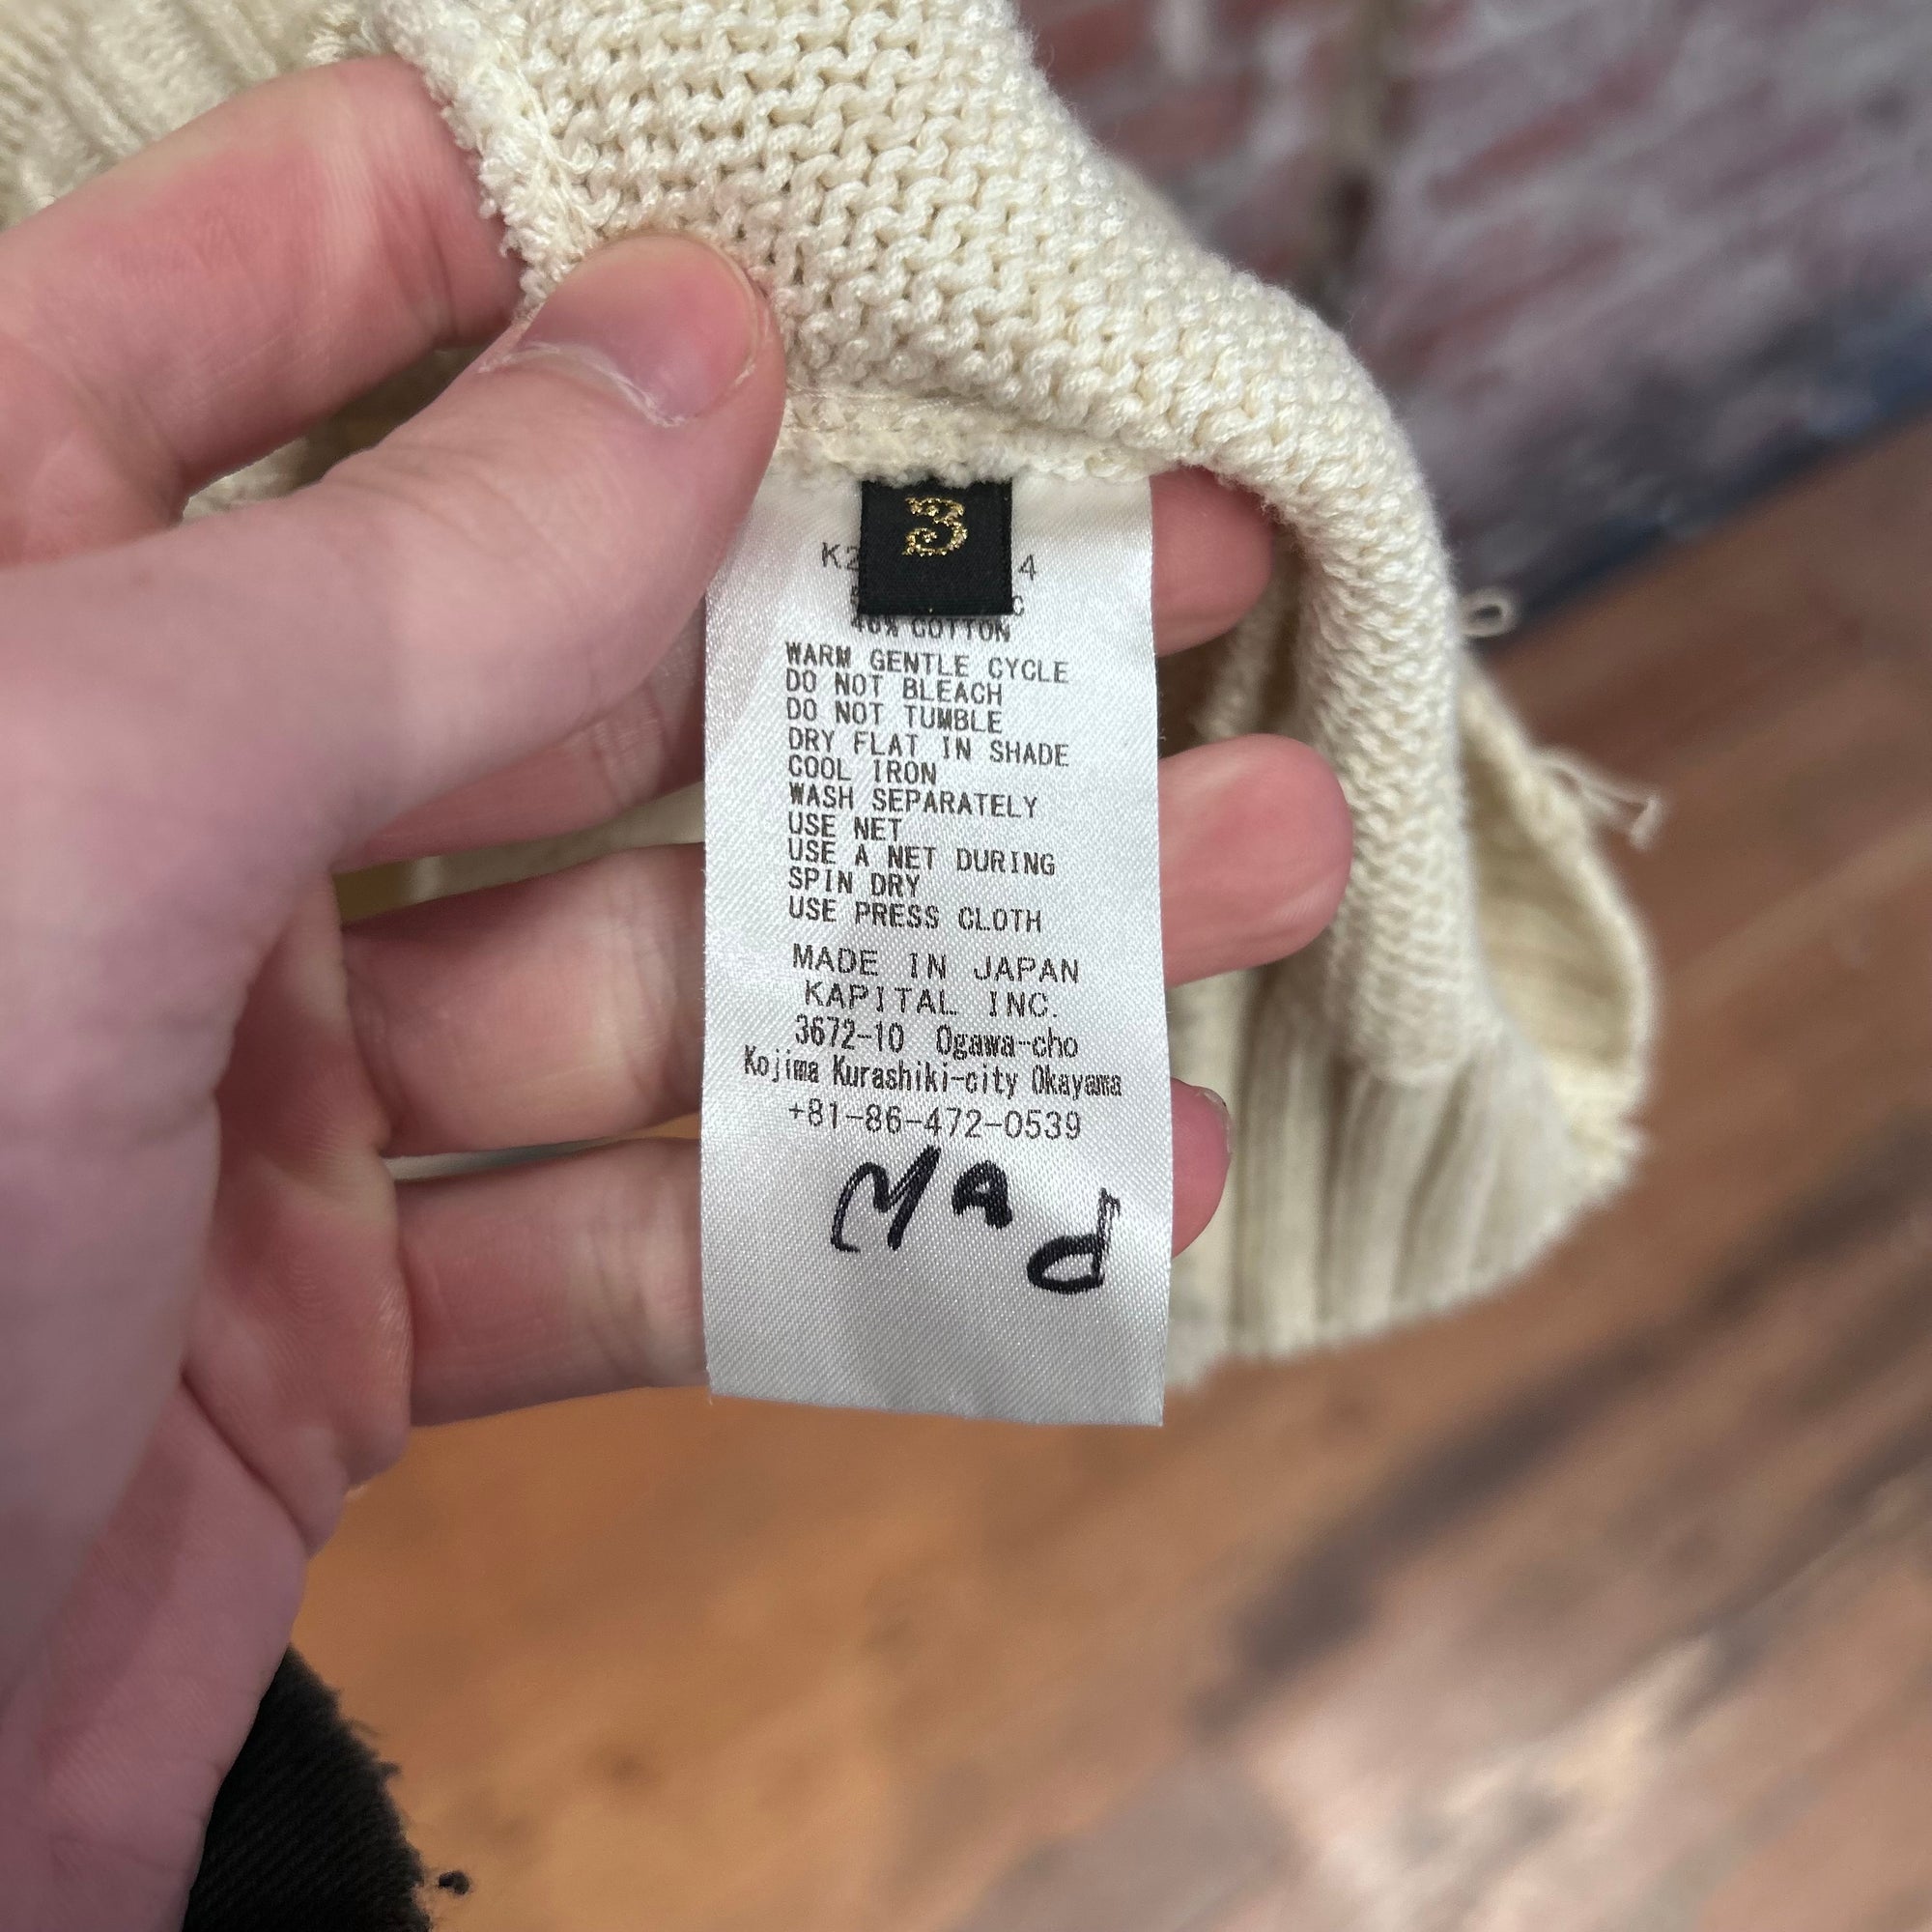 3
40% COTTON
WARM GENTLE CYCLE
DO NOT BLEACH
DO NOT TUMBLE
DRY FLAT IN SHADE
COOL IRON
WASH SEPARATELY
USE NET
USE A NET DURING
SPIN DRY
USE PRESS CLOTH
MADE IN JAPAN
KAPITAL INC.
3672-10 Ogawa-cho
Kojima Kurashiki-city Okayama
+81-86-472-0539
MAd